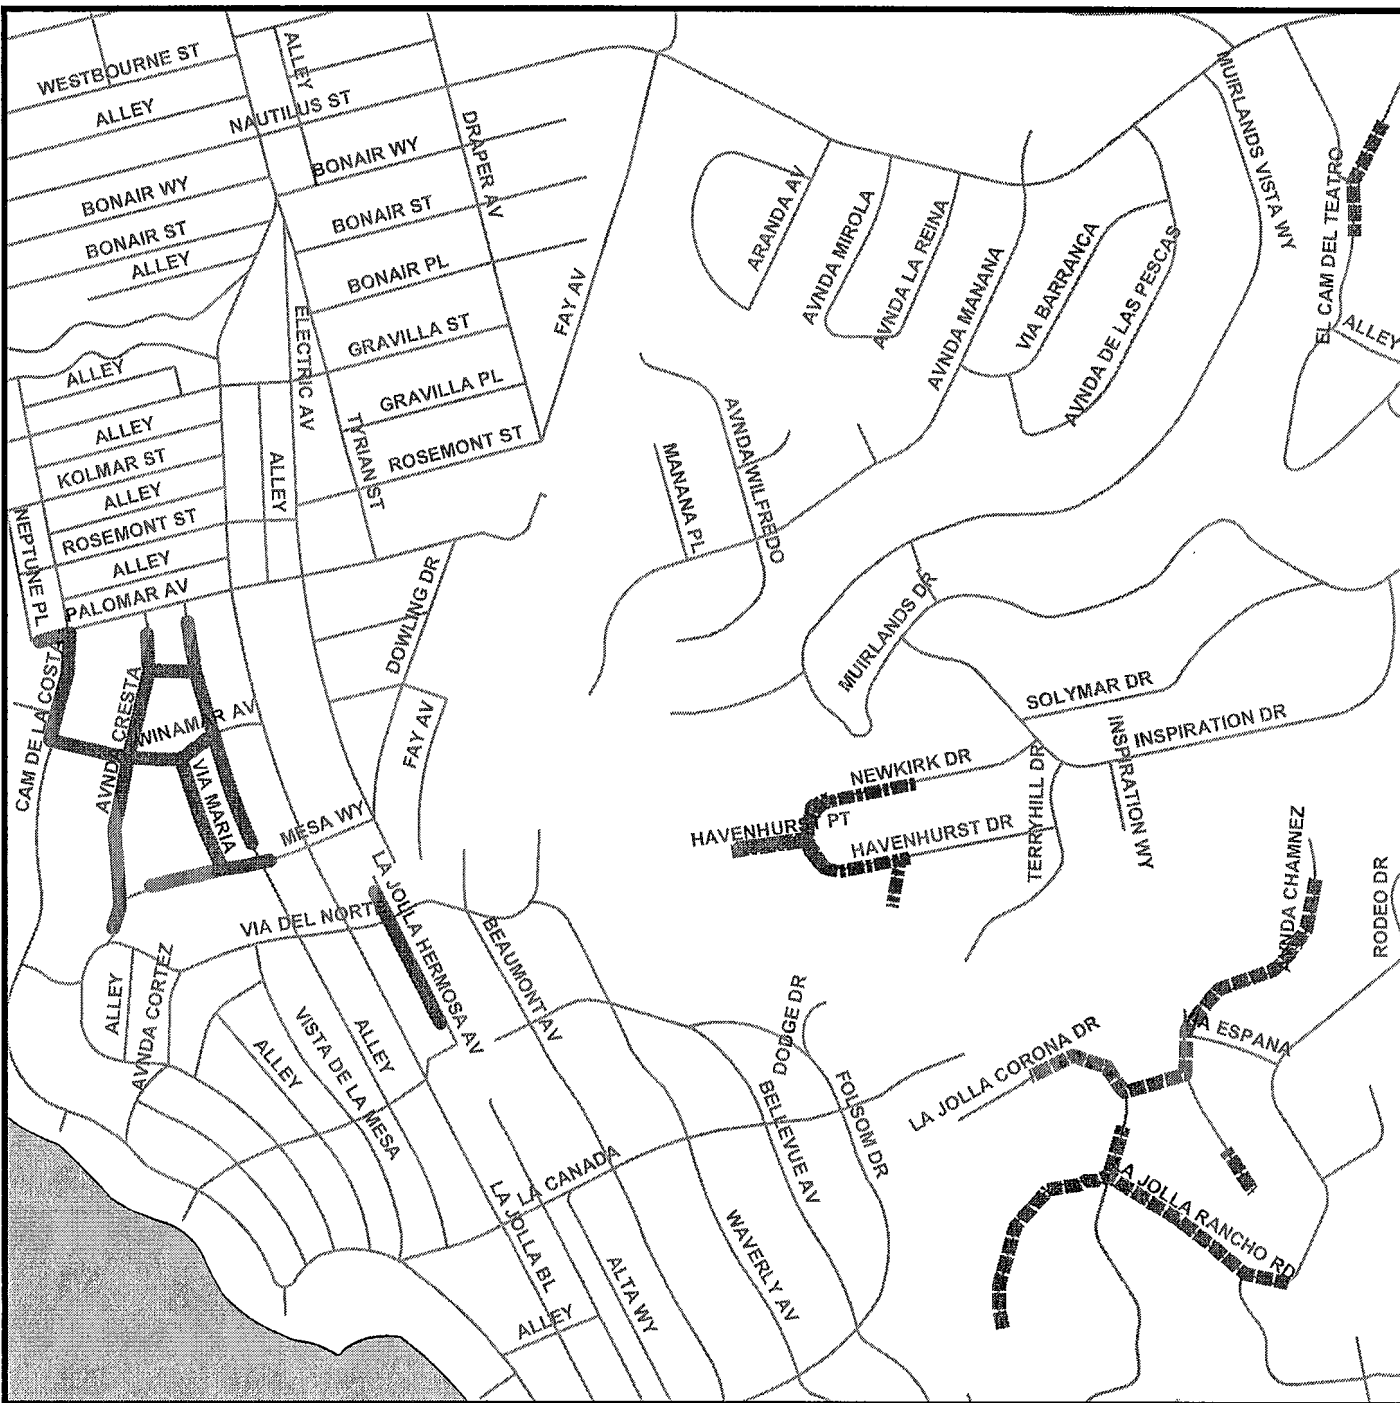 WESTBOURNE ST
ALLEY
ALLEY
NAUTILUS ST
DRAPER AV
BONAIR WY
BONAIR WY
BONAIR ST
BONAIR ST
ALLEY
BONAIR PL
ELECTRIC AV
GRAVILLA ST
FAY AV
ALLEY
GRAVILLA PL
ALLEY
KOLMAR ST
ALLEY
ROSEMONT ST
ALLEY
TYRIAN ST
ROSEMONT ST
NEPTUNE PL
ALLEY
PALOMAR AV
DOWLING DR
CAM DE LA COSTA
AVNDA CRESTA
WINAMAR AV
VIA MARIA
FAY AV
MESA WY
LA JOLLA HERMOSA AV
VIA DEL NORTE
BEAUMONT AV
ALLEY
AVNDA CORTEZ
ALLEY
VISTA DE LA MESA
ALLEY
LA CANADA
LA JOLLA BL
ALLEY
ALTA WY
WAVERLY AV
BELLEVUE AV
DODGE DR
FOLSOM DR
ARANDA AV
AVNDA MIROLA
AVNDA LA REINA
AVNDA MANANA
VIA BARRANCA
AVNDA DE LAS PESCAS
MUIRLANDS VISTA WY
EL CAM DEL TEATRO
ALLEY
MANANA PL
AVNDA WILFREDO
MUIRLANDS DR
SOLYMAR DR
INSPIRATION DR
INSPIRATION WY
NEWKIRK DR
HAVENHURST PT
HAVENHURST DR
TERRYHILL DR
AVNDA CHAMNEZ
RODEO DR
VIA ESPANA
LA JOLLA CORONA DR
LA JOLLA RANCHO RD